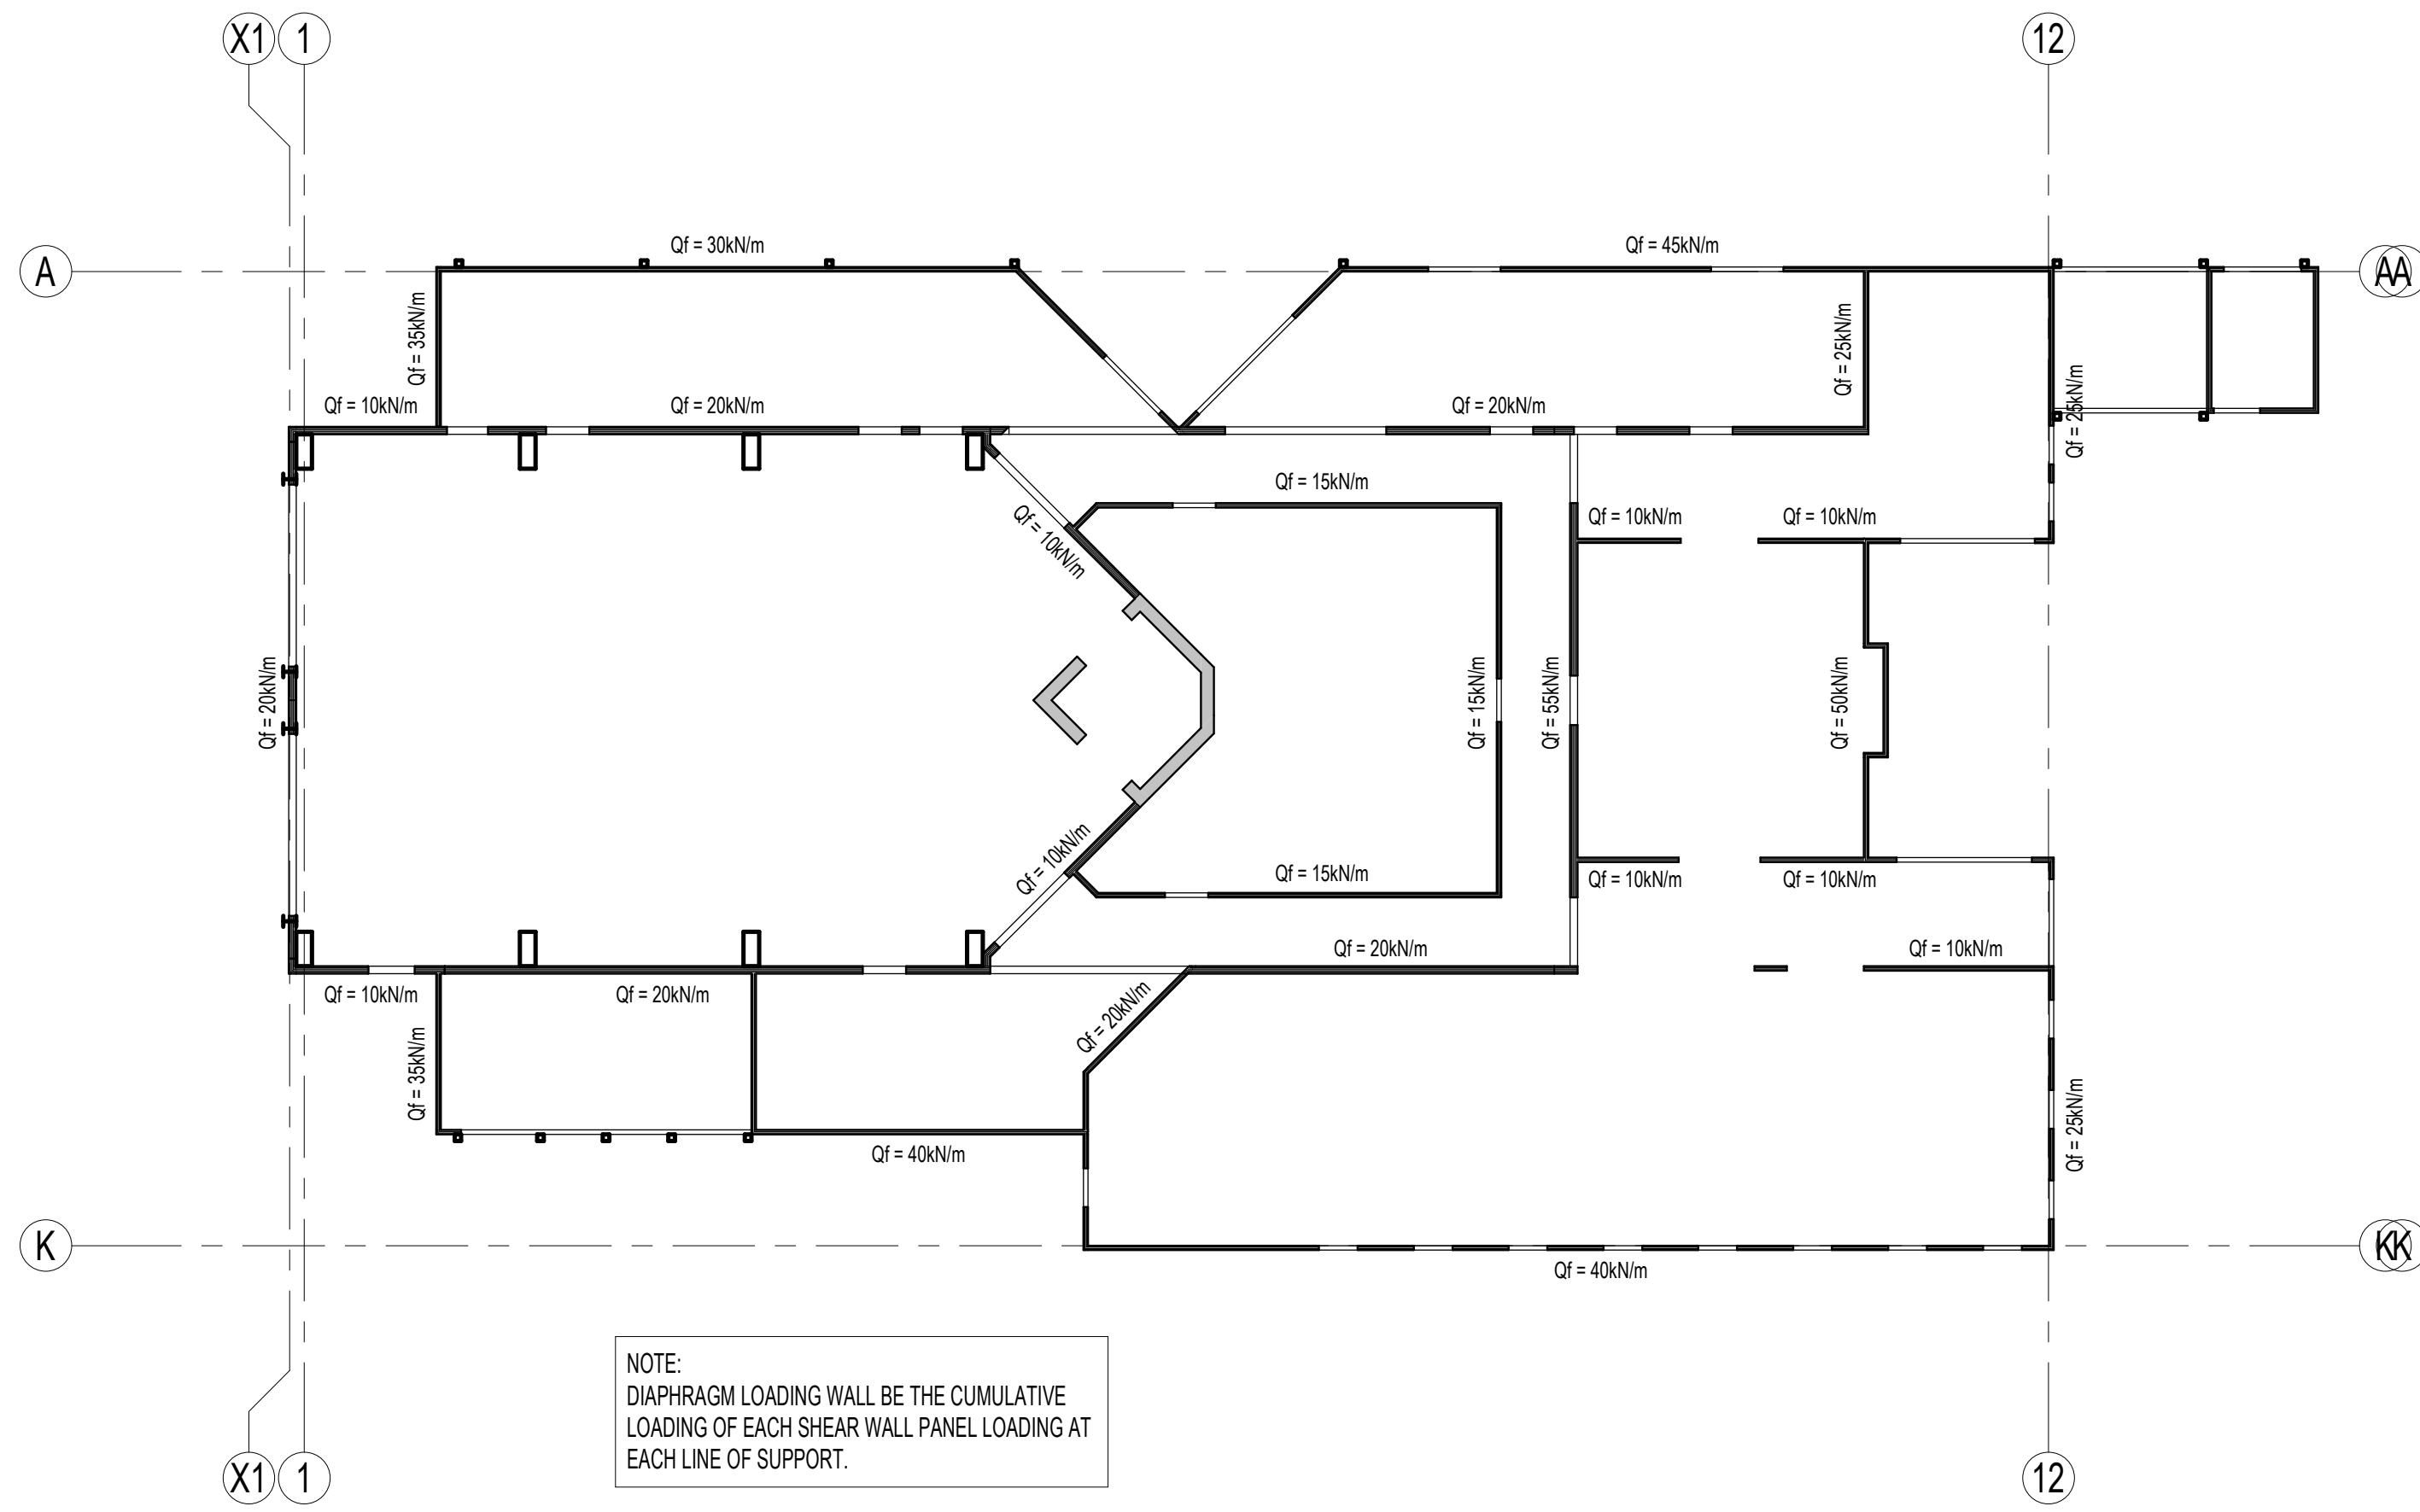 X1
1
12
Qf = 30kN/m
Qf = 45kN/m
A
AA
Qf = 35kN/m
Qf = 25kN/m
Qf = 10kN/m
Qf = 20kN/m
Qf = 20kN/m
Qf = 25kN/m
Qf = 15kN/m
Qf = 10kN/m
Qf = 10kN/m
Qf = 10kN/m
Qf = 20kN/m
Qf = 15kN/m
Qf = 55kN/m
Qf = 50kN/m
Qf = 10kN/m
Qf = 15kN/m
Qf = 10kN/m
Qf = 10kN/m
Qf = 20kN/m
Qf = 10kN/m
Qf = 10kN/m
Qf = 20kN/m
Qf = 20kN/m
Qf = 35kN/m
Qf = 25kN/m
Qf = 40kN/m
K
KK
Qf = 40kN/m
NOTE:
DIAPHRAGM LOADING WALL BE THE CUMULATIVE
LOADING OF EACH SHEAR WALL PANEL LOADING AT
EACH LINE OF SUPPORT.
X1
1
12